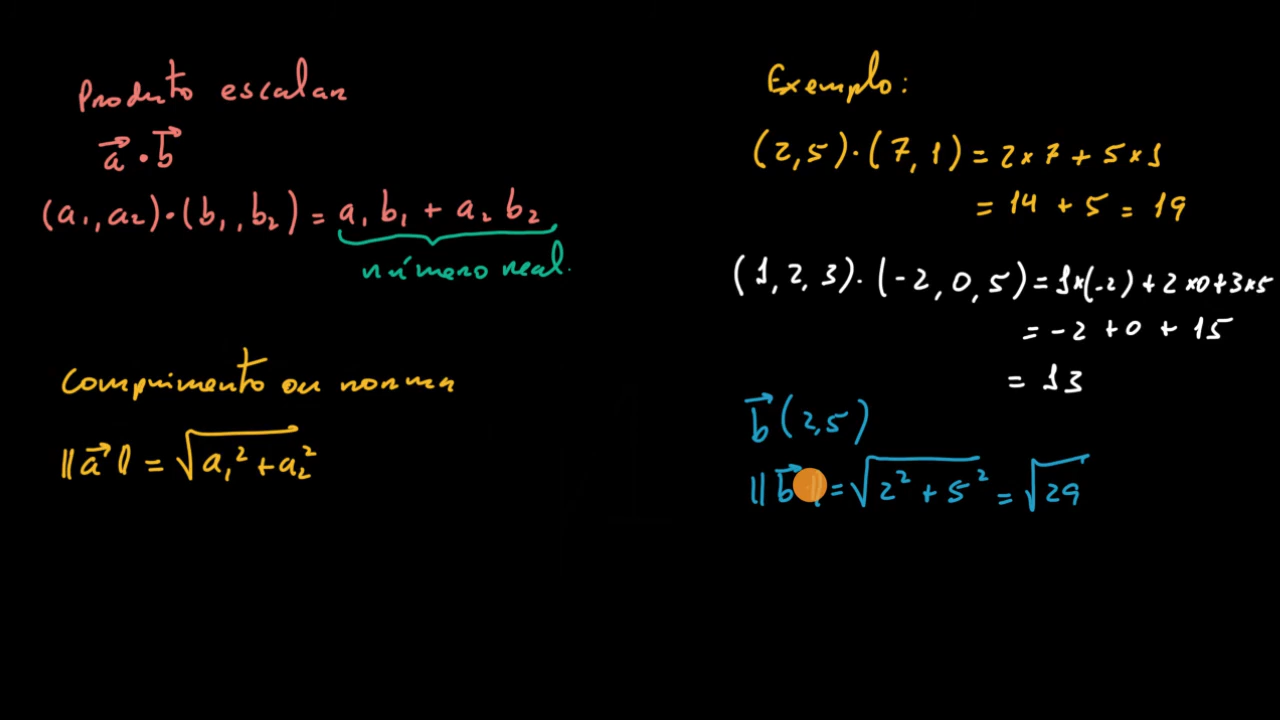 Produto escalar
a⃗ · b⃗
(a₁, a₂) · (b₁, b₂) = a₁ b₁ + a₂ b₂
número real.
Comprimento ou norma
‖a⃗‖ = √(a₁² + a₂²)
Exemplo:
(2,5) · (7,1) = 2×7 + 5×1
= 14 + 5 = 19
(1, 2, 3) · (-2, 0, 5) = 1×(-2) + 2×0 + 3×5
= -2 + 0 + 15
= 13
b⃗ (2,5)
‖b⃗‖ = √(2² + 5²) = √29